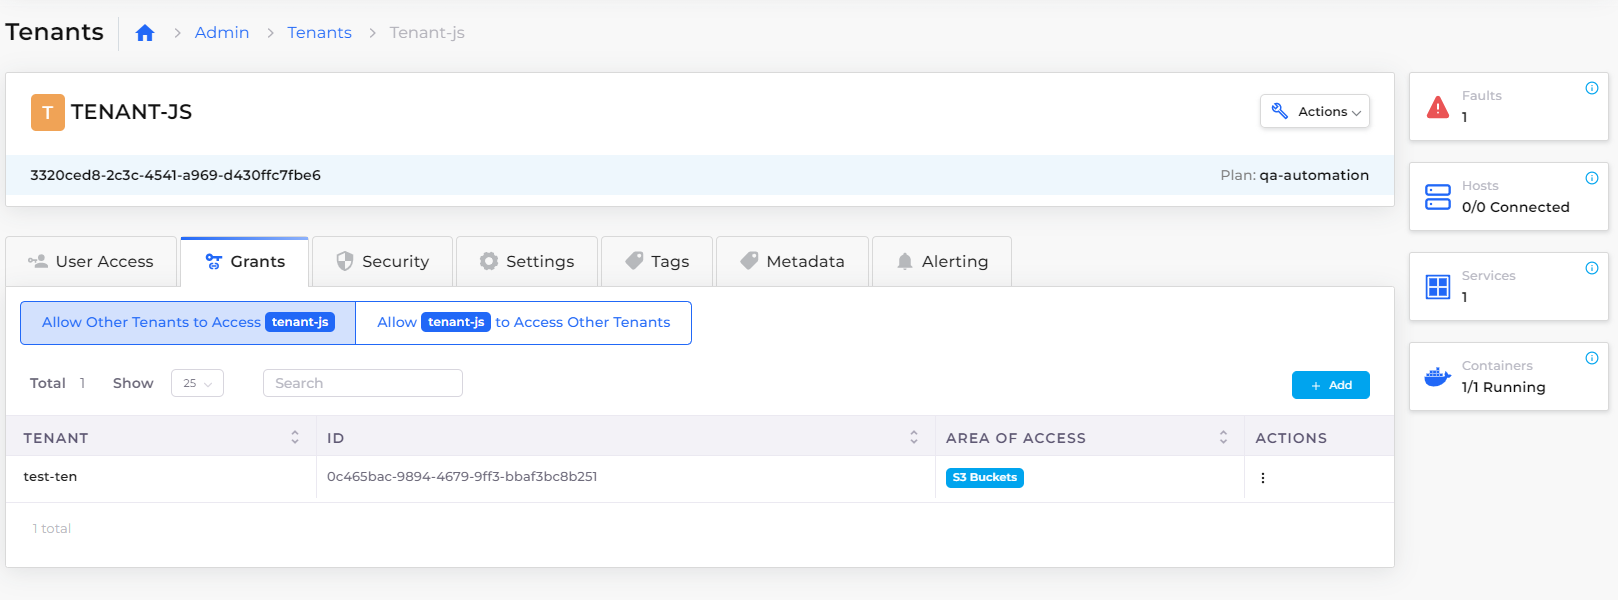 Tenants
Admin > Tenants > Tenant-js
T TENANT-JS
Actions
3320ced8-2c3c-4541-a969-d430ffc7fbe6
Plan: qa-automation
User Access
Grants
Security
Settings
Tags
Metadata
Alerting
Allow Other Tenants to Access tenant-js
Allow tenant-js to Access Other Tenants
Total 1 Show 25 Search
+ Add
TENANT ID AREA OF ACCESS ACTIONS
test-ten 0c465bac-9894-4679-9ff3-bbaf3bc8b251 S3 Buckets
1 total
Faults
1
Hosts
0/0 Connected
Services
1
Containers
1/1 Running